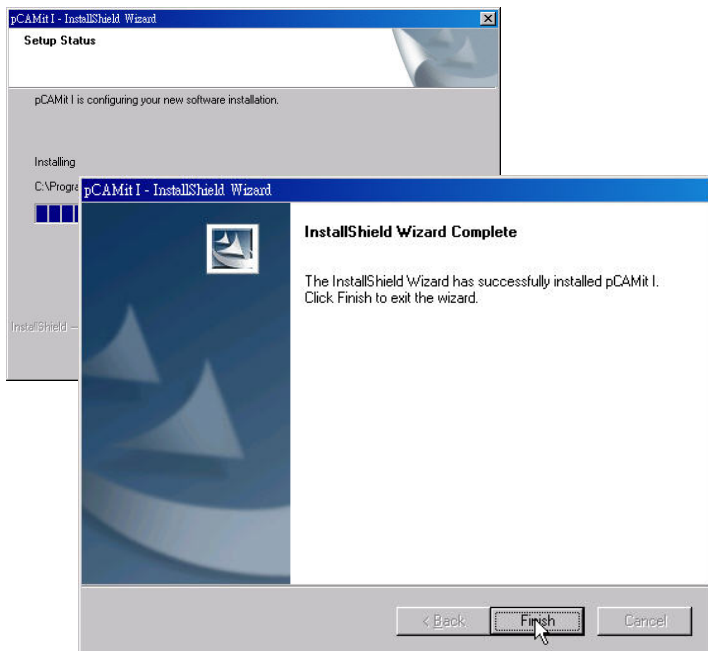 pCAMit I - InstallShield Wizard
Setup Status
pCAMit I is configuring your new software installation.
Installing
pCAMit I - InstallShield Wizard
InstallShield Wizard Complete
The InstallShield Wizard has successfully installed pCAMit I.
Click Finish to exit the wizard.
InstallShield
< Back
Finish
Cancel